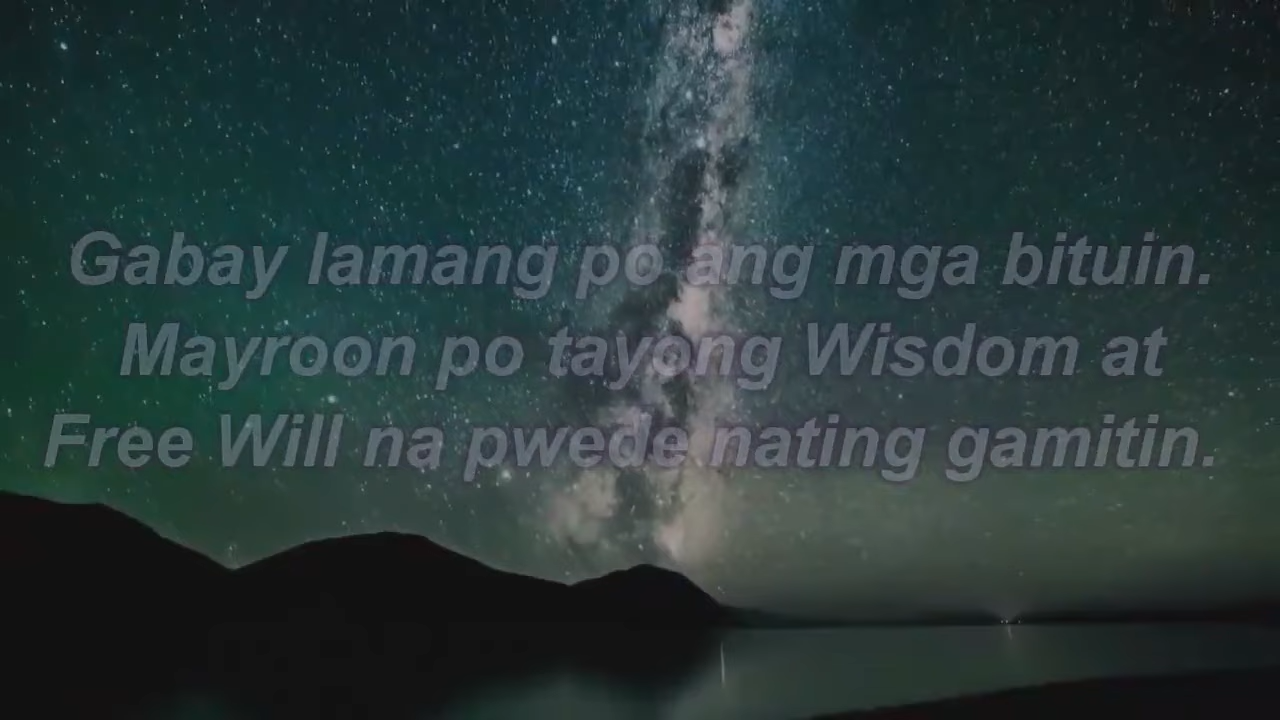 Gabay lamang po ang mga bituin.
Mayroon po tayong Wisdom at
Free Will na pwede nating gamitin.